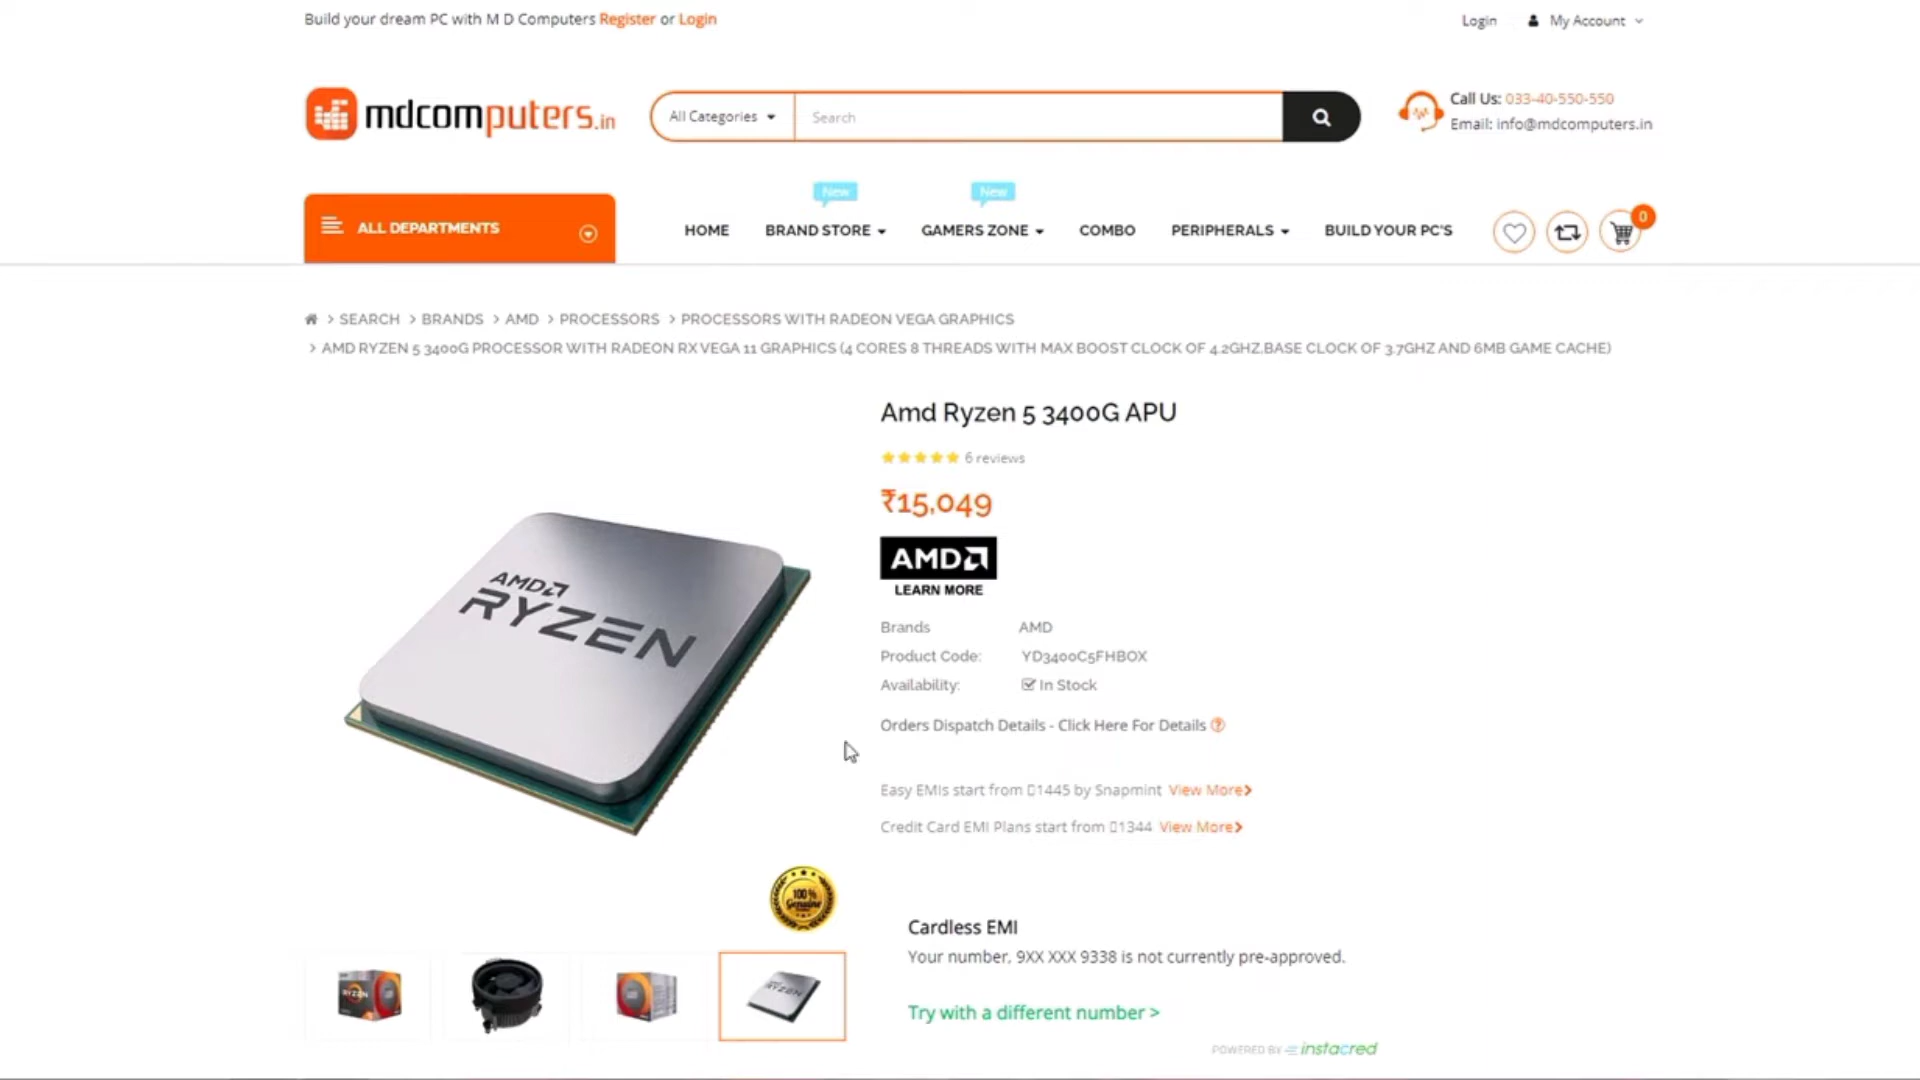 Build your dream PC with M D Computers Register or Login
Login My Account
mdcomputers.in
All Categories
Search
Call Us: 033-40-550-550
Email: info@mdcomputers.in
New
New
ALL DEPARTMENTS
HOME
BRAND STORE
GAMERS ZONE
COMBO
PERIPHERALS
BUILD YOUR PC'S
0
> SEARCH > BRANDS > AMD > PROCESSORS > PROCESSORS WITH RADEON VEGA GRAPHICS
> AMD RYZEN 5 3400G PROCESSOR WITH RADEON RX VEGA 11 GRAPHICS (4 CORES 8 THREADS WITH MAX BOOST CLOCK OF 4.2GHZ,BASE CLOCK OF 3.7GHZ AND 6MB GAME CACHE)
Amd Ryzen 5 3400G APU
6 reviews
₹15,049
AMD
LEARN MORE
AMD
RYZEN
Brands AMD
Product Code: YD3400C5FHBOX
Availability: In Stock
Orders Dispatch Details - Click Here For Details ?
Easy EMIs start from ▯1445 by Snapmint View More>
Credit Card EMI Plans start from ▯1344 View More>
100%
Genuine
Cardless EMI
Your number, 9XX XXX 9338 is not currently pre-approved.
Try with a different number >
POWERED BY instacred
RYZEN
RYZEN